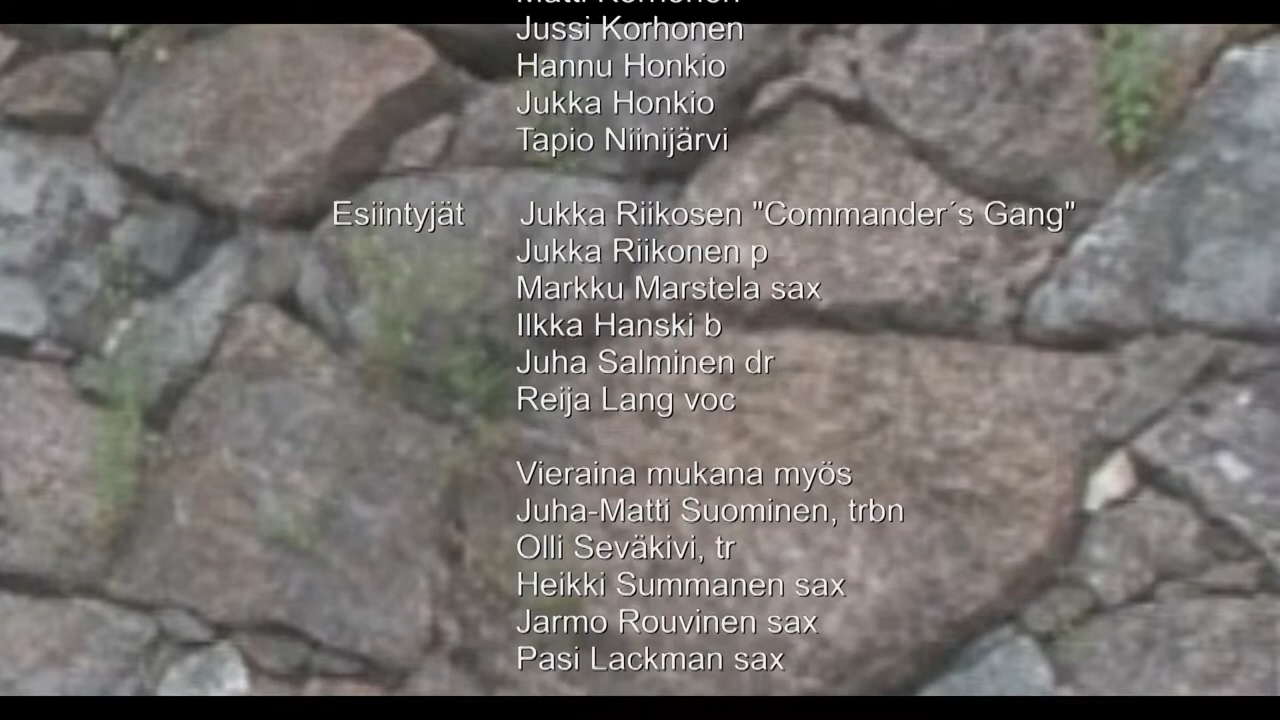 Matti Korhonen
Jussi Korhonen
Hannu Honkio
Jukka Honkio
Tapio Niinijärvi
Esiintyjät Jukka Riikosen "Commander´s Gang"
Jukka Riikonen p
Markku Marstela sax
Ilkka Hanski b
Juha Salminen dr
Reija Lang voc
Vieraina mukana myös
Juha-Matti Suominen, trbn
Olli Seväkivi, tr
Heikki Summanen sax
Jarmo Rouvinen sax
Pasi Lackman sax